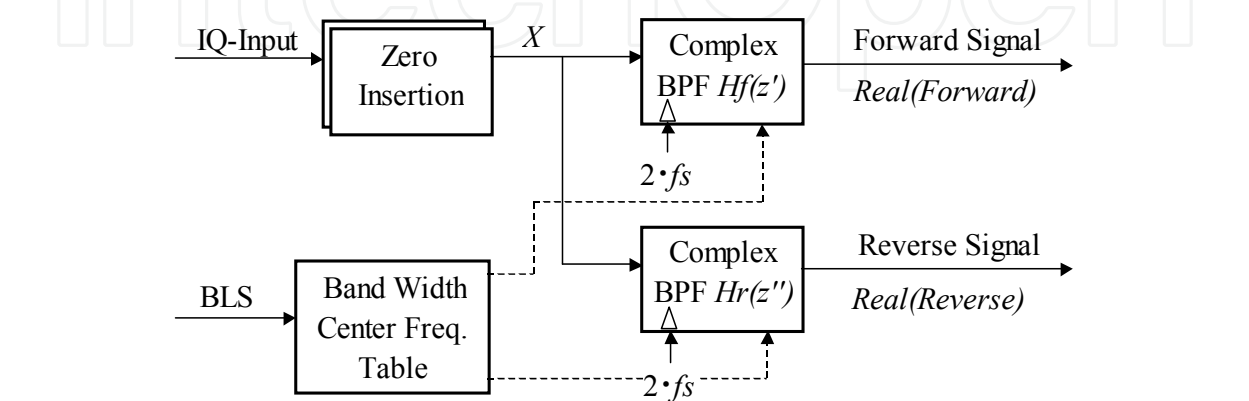 IQ-Input
Zero
Insertion
X
Complex
BPF Hf(z')
Forward Signal
Real(Forward)
2・fs
BLS
Band Width
Center Freq.
Table
Complex
BPF Hr(z'')
Reverse Signal
Real(Reverse)
2・fs